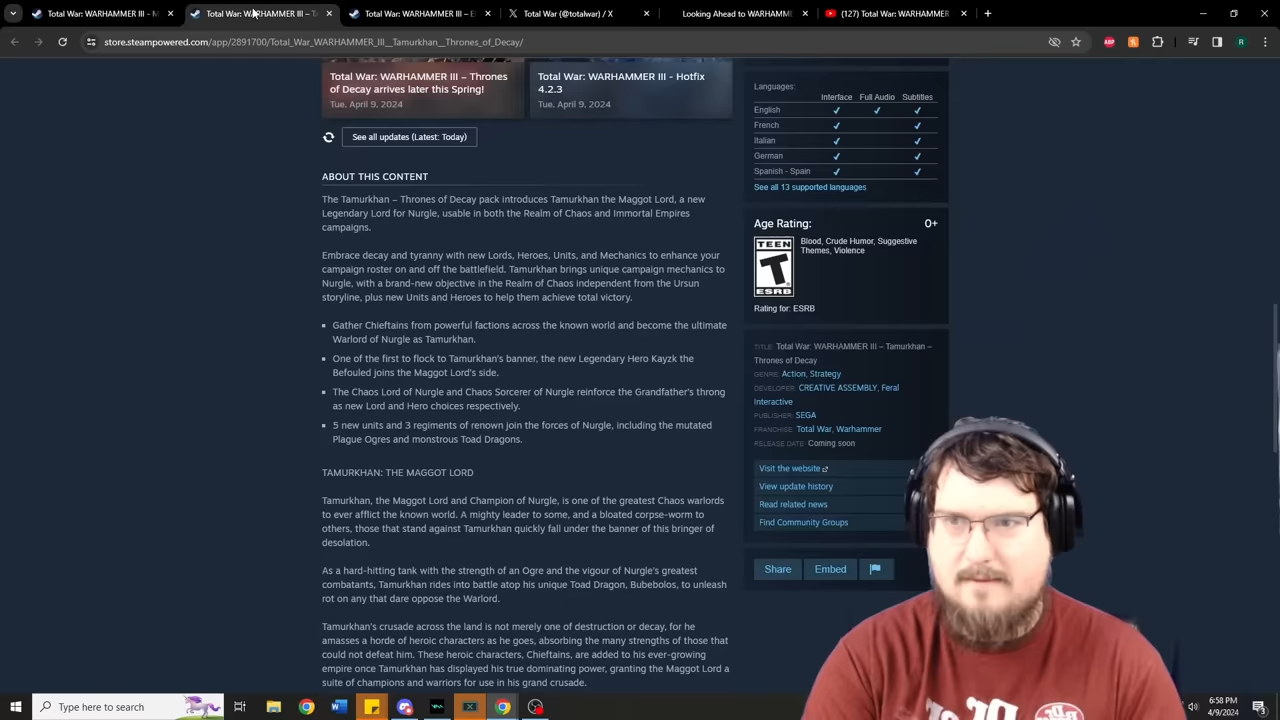 Total War: WARHAMMER III – M
Total War: WARHAMMER III – T
Total War: WARHAMMER III – E
Total War (@totalwar) / X
Looking Ahead to WARHAMME
(127) Total War: WARHAMMER
store.steampowered.com/app/2891700/Total_War_WARHAMMER_III__Tamurkhan__Thrones_of_Decay/
Total War: WARHAMMER III – Thrones
of Decay arrives later this Spring!
Tue, April 9, 2024
Total War: WARHAMMER III - Hotfix
4.2.3
Tue, April 9, 2024
See all updates (Latest: Today)
ABOUT THIS CONTENT
The Tamurkhan – Thrones of Decay pack introduces Tamurkhan the Maggot Lord, a new
Legendary Lord for Nurgle, usable in both the Realm of Chaos and Immortal Empires
campaigns.
Embrace decay and tyranny with new Lords, Heroes, Units, and Mechanics to enhance your
campaign roster on and off the battlefield. Tamurkhan brings unique campaign mechanics to
Nurgle, with a brand-new objective in the Realm of Chaos independent from the Ursun
storyline, plus new Units and Heroes to help them achieve total victory.
Gather Chieftains from powerful factions across the known world and become the ultimate
Warlord of Nurgle as Tamurkhan.
One of the first to flock to Tamurkhan's banner, the new Legendary Hero Kayzk the
Befouled joins the Maggot Lord's side.
The Chaos Lord of Nurgle and Chaos Sorcerer of Nurgle reinforce the Grandfather's throng
as new Lord and Hero choices respectively.
5 new units and 3 regiments of renown join the forces of Nurgle, including the mutated
Plague Ogres and monstrous Toad Dragons.
TAMURKHAN: THE MAGGOT LORD
Tamurkhan, the Maggot Lord and Champion of Nurgle, is one of the greatest Chaos warlords
to ever afflict the known world. A mighty leader to some, and a bloated corpse-worm to
others, those that stand against Tamurkhan quickly fall under the banner of this bringer of
desolation.
As a hard-hitting tank with the strength of an Ogre and the vigour of Nurgle's greatest
combatants, Tamurkhan rides into battle atop his unique Toad Dragon, Bubebolos, to unleash
rot on any that dare oppose the Warlord.
Tamurkhan's crusade across the land is not merely one of destruction or decay, for he
amasses a horde of heroic characters as he goes, absorbing the many strengths of those that
could not defeat him. These heroic characters, Chieftains, are added to his ever-growing
empire once Tamurkhan has displayed his true dominating power, granting the Maggot Lord a
suite of champions and warriors for use in his grand crusade.
Languages:
Interface Full Audio Subtitles
English
French
Italian
German
Spanish - Spain
See all 13 supported languages
Age Rating: 0+
TEEN
T
ESRB
Blood, Crude Humor, Suggestive
Themes, Violence
Rating for: ESRB
TITLE: Total War: WARHAMMER III – Tamurkhan –
Thrones of Decay
GENRE: Action, Strategy
DEVELOPER: CREATIVE ASSEMBLY, Feral
Interactive
PUBLISHER: SEGA
FRANCHISE: Total War, Warhammer
RELEASE DATE: Coming soon
Visit the website
View update history
Read related news
Find Community Groups
Share
Embed
Type here to search
6:58 PM
4/9/2024